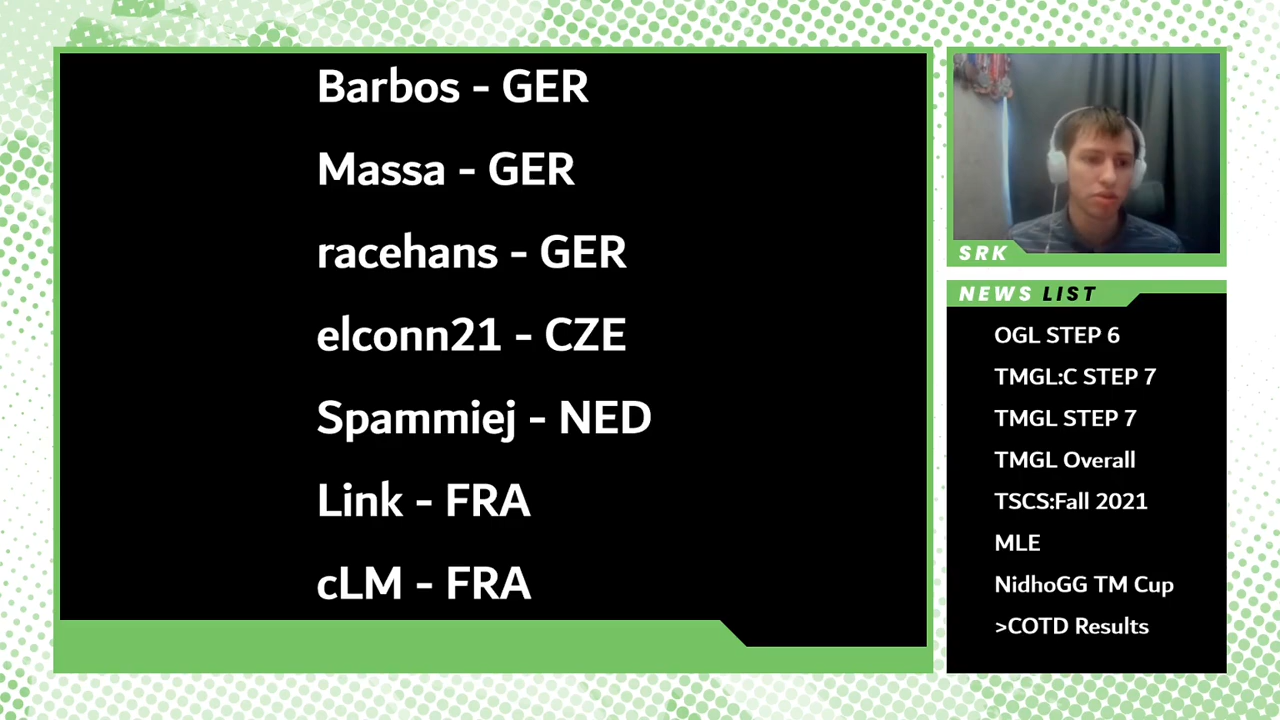 Barbos - GER
Massa - GER
racehans - GER
elconn21 - CZE
Spammiej - NED
Link - FRA
cLM - FRA
SRK
NEWS LIST
OGL STEP 6
TMGL:C STEP 7
TMGL STEP 7
TMGL Overall
TSCS:Fall 2021
MLE
NidhoGG TM Cup
>COTD Results